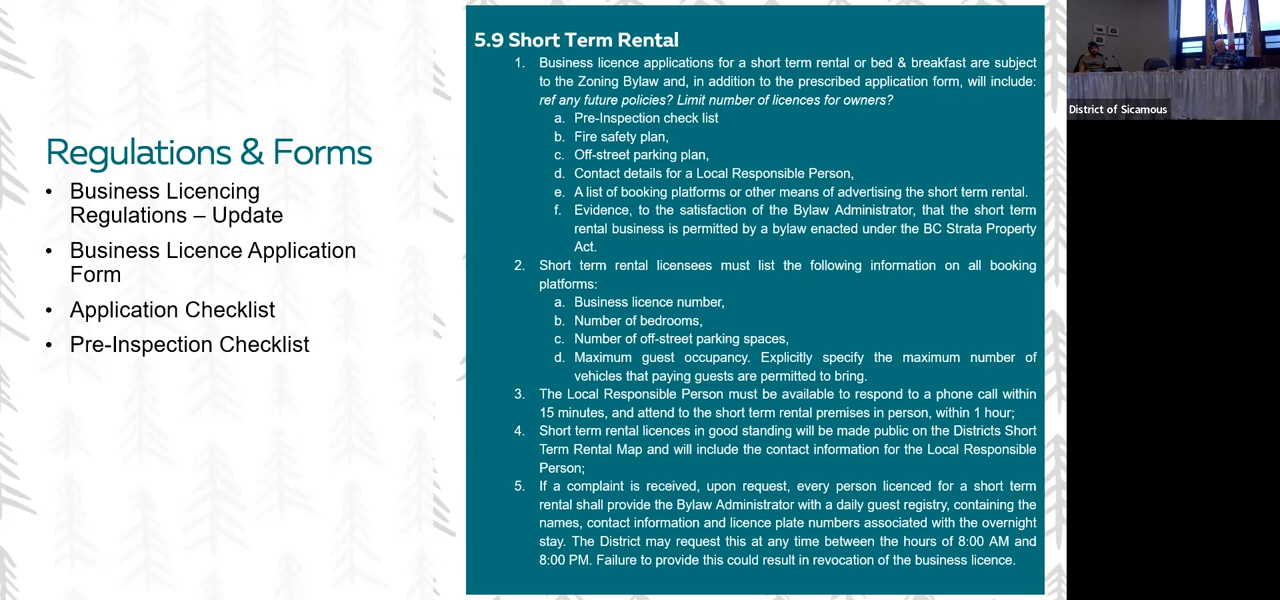 Regulations & Forms
• Business Licencing
Regulations – Update
• Business Licence Application
Form
• Application Checklist
• Pre-Inspection Checklist
5.9 Short Term Rental
1. Business licence applications for a short term rental or bed & breakfast are subject
to the Zoning Bylaw and, in addition to the prescribed application form, will include:
ref any future policies? Limit number of licences for owners?
a. Pre-Inspection check list
b. Fire safety plan,
c. Off-street parking plan,
d. Contact details for a Local Responsible Person,
e. A list of booking platforms or other means of advertising the short term rental.
f. Evidence, to the satisfaction of the Bylaw Administrator, that the short term
rental business is permitted by a bylaw enacted under the BC Strata Property
Act.
2. Short term rental licensees must list the following information on all booking
platforms:
a. Business licence number,
b. Number of bedrooms,
c. Number of off-street parking spaces,
d. Maximum guest occupancy. Explicitly specify the maximum number of
vehicles that paying guests are permitted to bring.
3. The Local Responsible Person must be available to respond to a phone call within
15 minutes, and attend to the short term rental premises in person, within 1 hour;
4. Short term rental licences in good standing will be made public on the Districts Short
Term Rental Map and will include the contact information for the Local Responsible
Person;
5. If a complaint is received, upon request, every person licenced for a short term
rental shall provide the Bylaw Administrator with a daily guest registry, containing the
names, contact information and licence plate numbers associated with the overnight
stay. The District may request this at any time between the hours of 8:00 AM and
8:00 PM. Failure to provide this could result in revocation of the business licence.
District of Sicamous